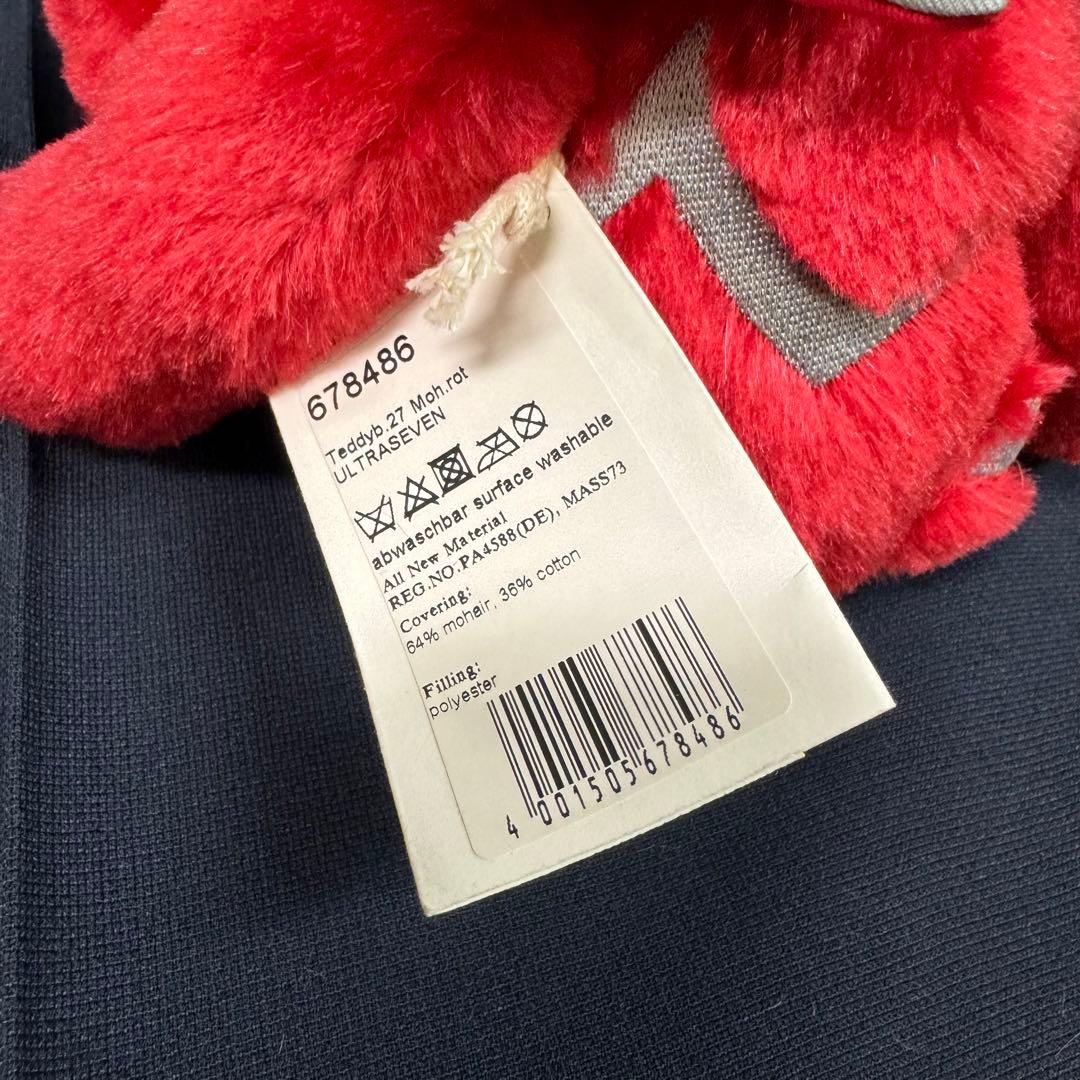 678486
Teddyb.27 Moh.rot
ULTRASEVEN
abwaschbar surface washable
All New Material
REG.NO.PA4588(DE), MASS73
Covering:
64% mohair, 36% cotton
Filling:
polyester
4 001505 678486